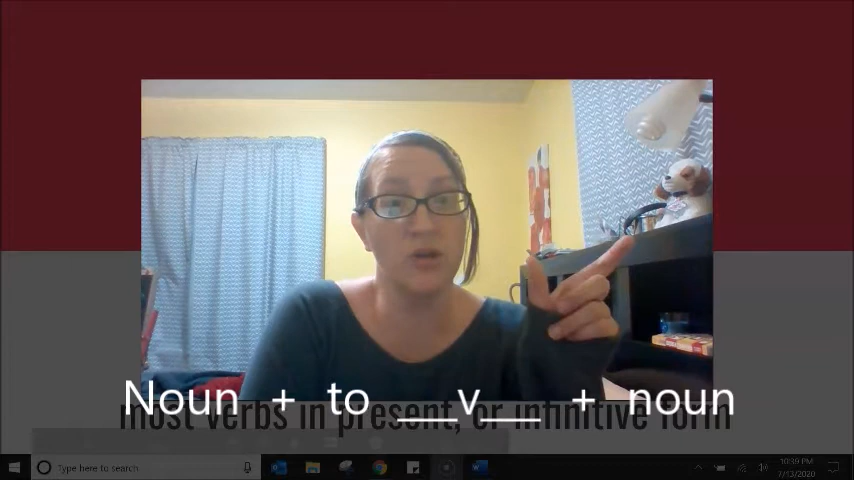 Noun + to __v__ + noun
most verbs in present, or infinitive form
Type here to search
10:39 PM
7/13/2020